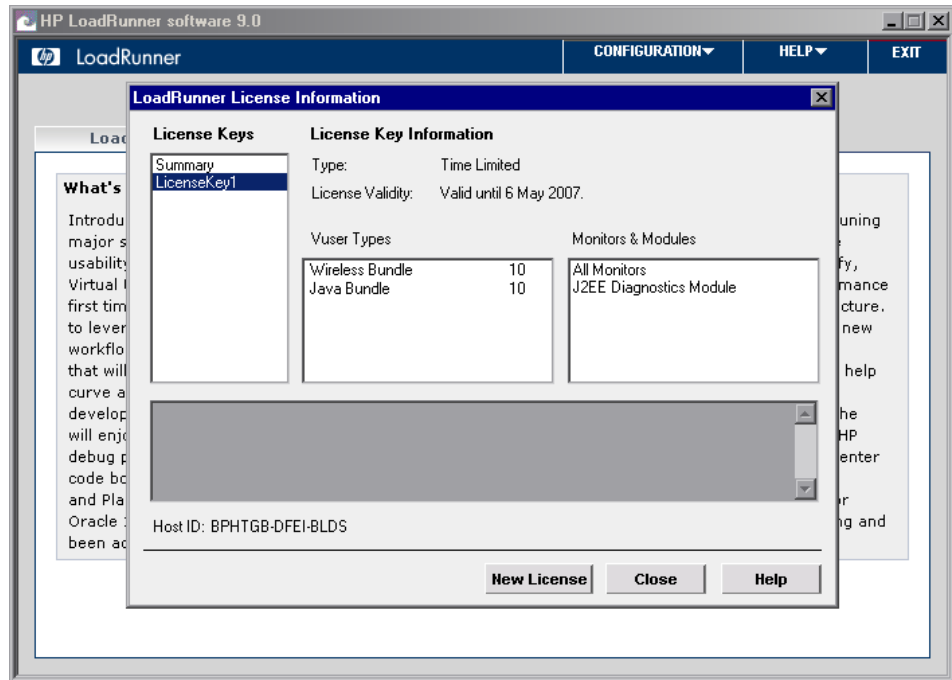 HP LoadRunner software 9.0
hp LoadRunner
CONFIGURATION
HELP
EXIT
LoadRunner License Information
License Keys
Summary
LicenseKey1
License Key Information
Type: Time Limited
License Validity: Valid until 6 May 2007.
Vuser Types
Wireless Bundle 10
Java Bundle 10
Monitors & Modules
All Monitors
J2EE Diagnostics Module
Host ID: BPHTGB-DFEI-BLDS
New License
Close
Help
Load
What's
Introdu
major s
usability
Virtual
first tim
to lever
workflo
that will
curve a
develop
will enjo
debug p
code bo
and Pla
Oracle
been ad
uning
fy,
mance
cture.
new
help
he
HP
enter
or
ng and